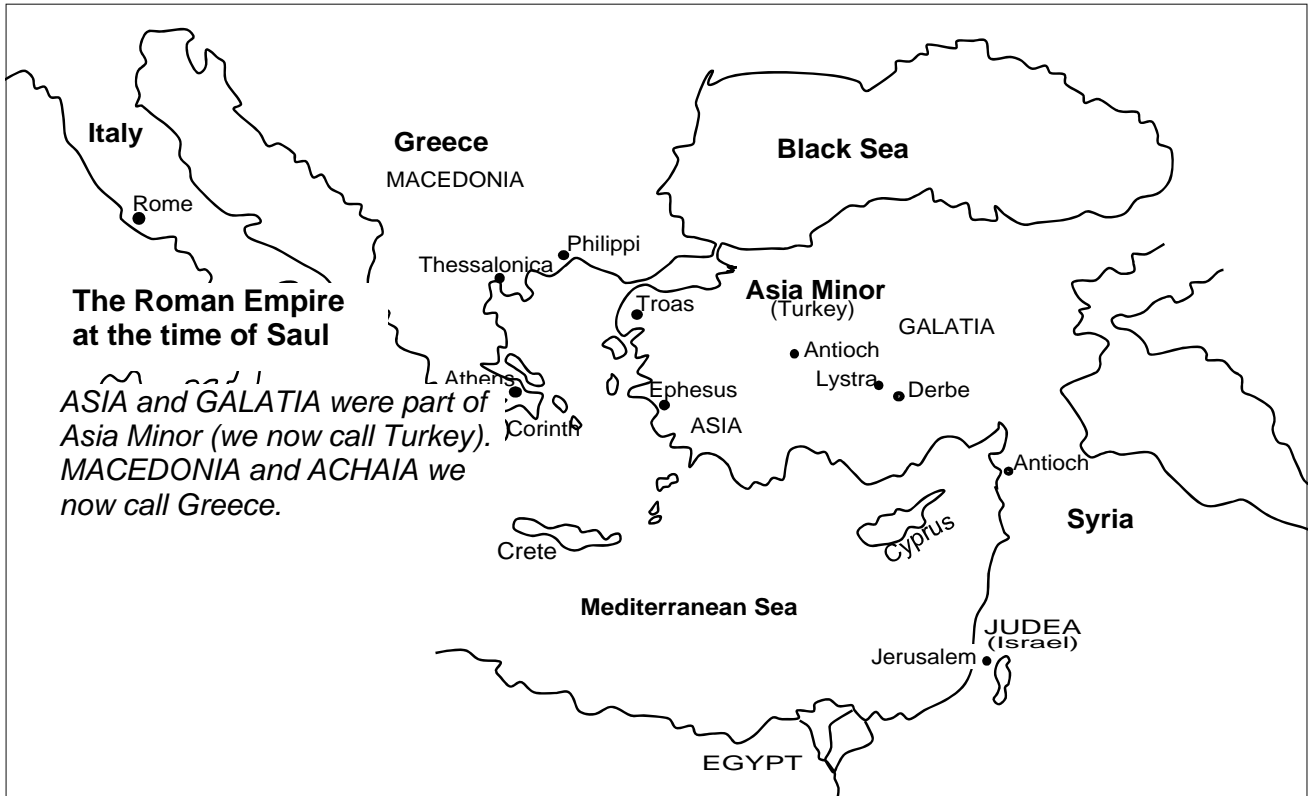 Italy
Greece
Black Sea
MACEDONIA
Rome
Philippi
Thessalonica
The Roman Empire
at the time of Saul
Asia Minor
(Turkey)
Troas
GALATIA
Antioch
Lystra
Derbe
Athens
Ephesus
ASIA
Corinth
ASIA and GALATIA were part of
Asia Minor (we now call Turkey).
MACEDONIA and ACHAIA we
now call Greece.
Antioch
Syria
Crete
Cyprus
Mediterranean Sea
JUDEA
(Israel)
Jerusalem
EGYPT